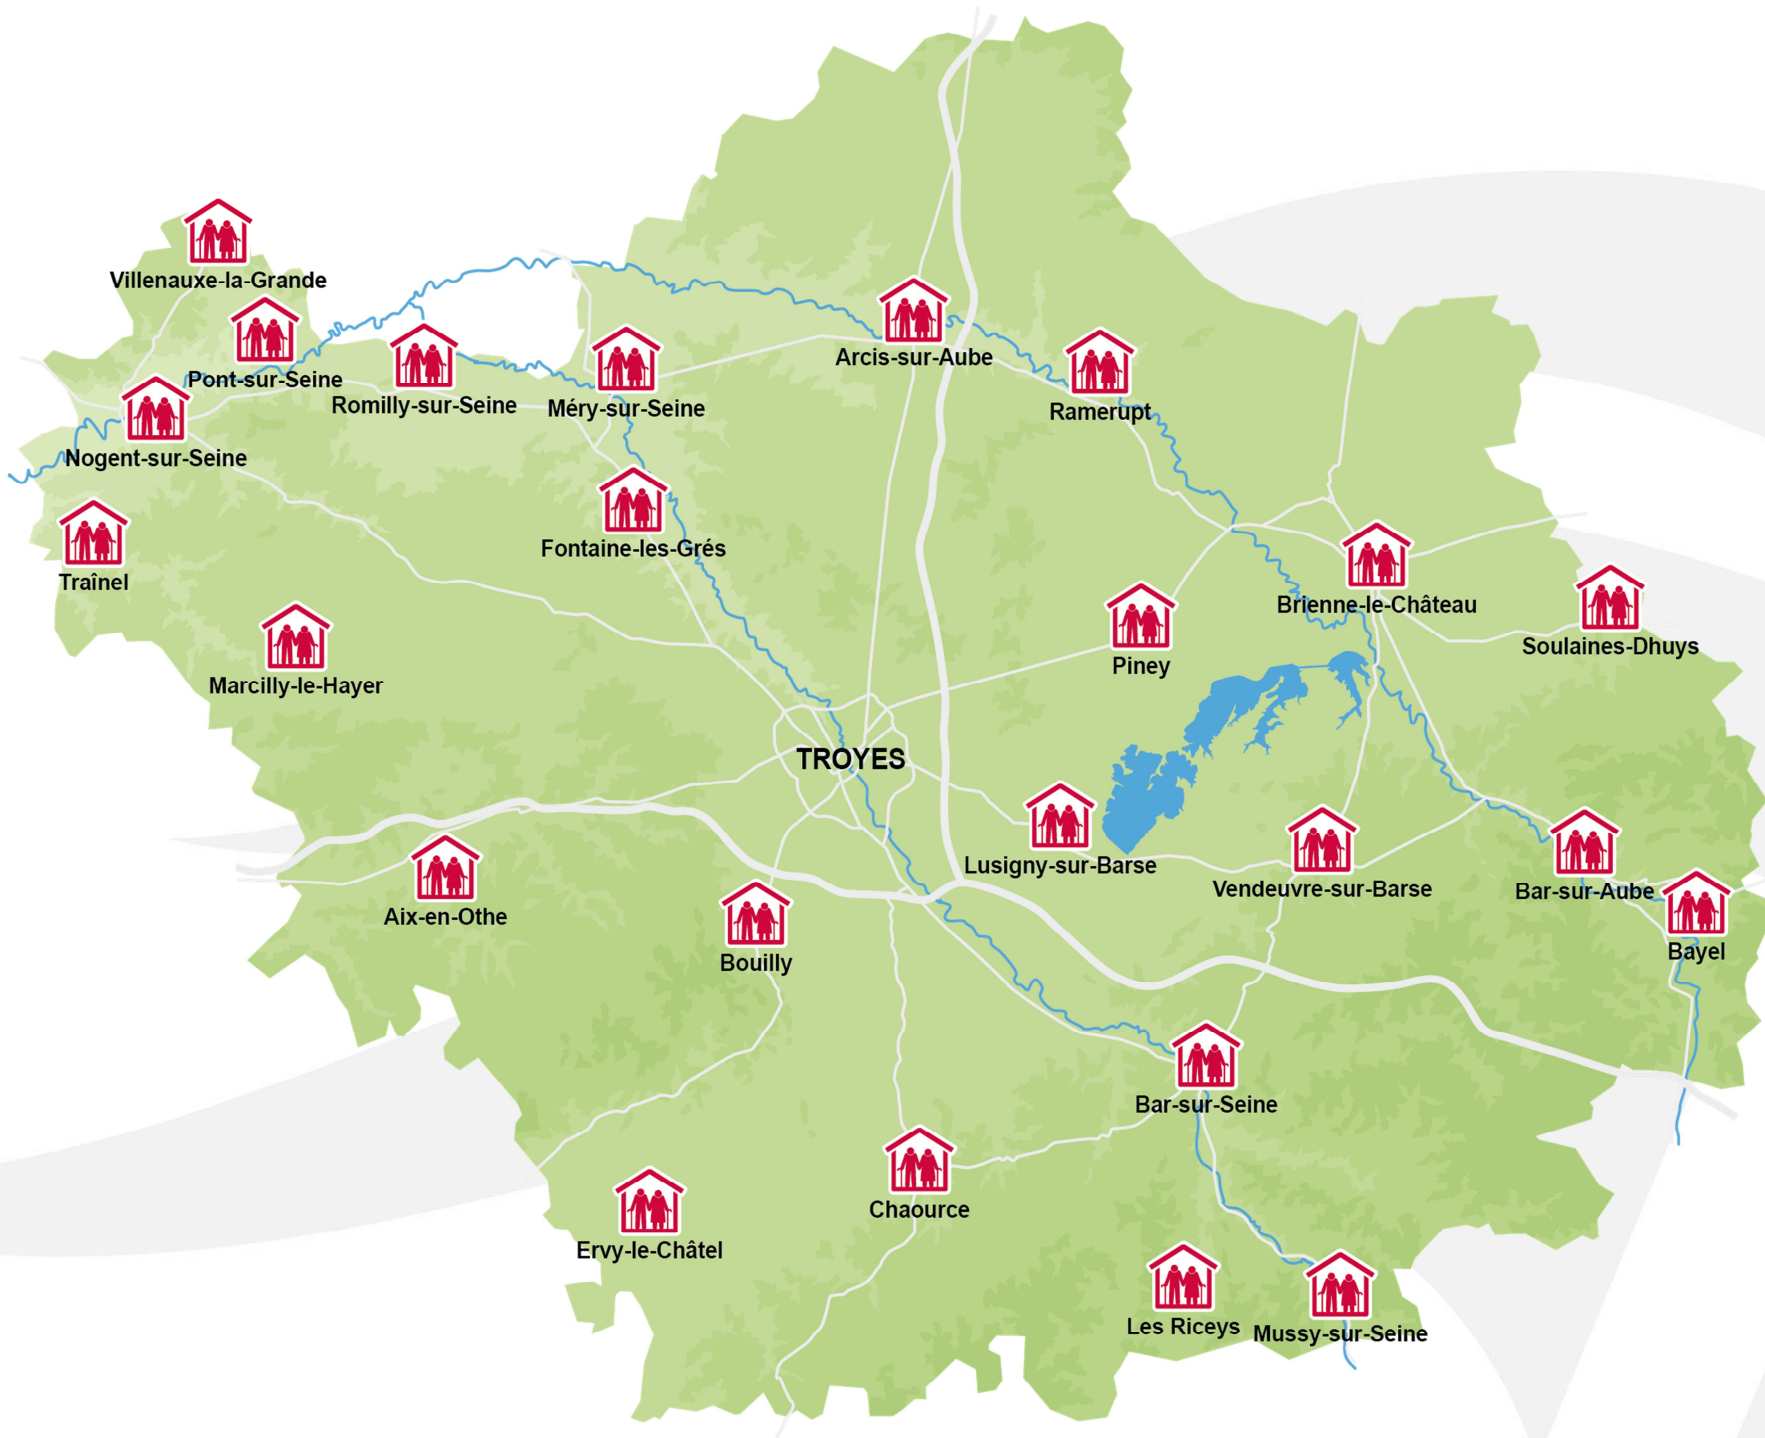 Villenauxe-la-Grande
Pont-sur-Seine
Romilly-sur-Seine
Méry-sur-Seine
Arcis-sur-Aube
Ramerupt
Nogent-sur-Seine
Fontaine-les-Grés
Traînel
Brienne-le-Château
Soulaines-Dhuys
Piney
Marcilly-le-Hayer
TROYES
Lusigny-sur-Barse
Vendeuvre-sur-Barse
Bar-sur-Aube
Aix-en-Othe
Bouilly
Bayel
Bar-sur-Seine
Chaource
Ervy-le-Châtel
Les Riceys
Mussy-sur-Seine